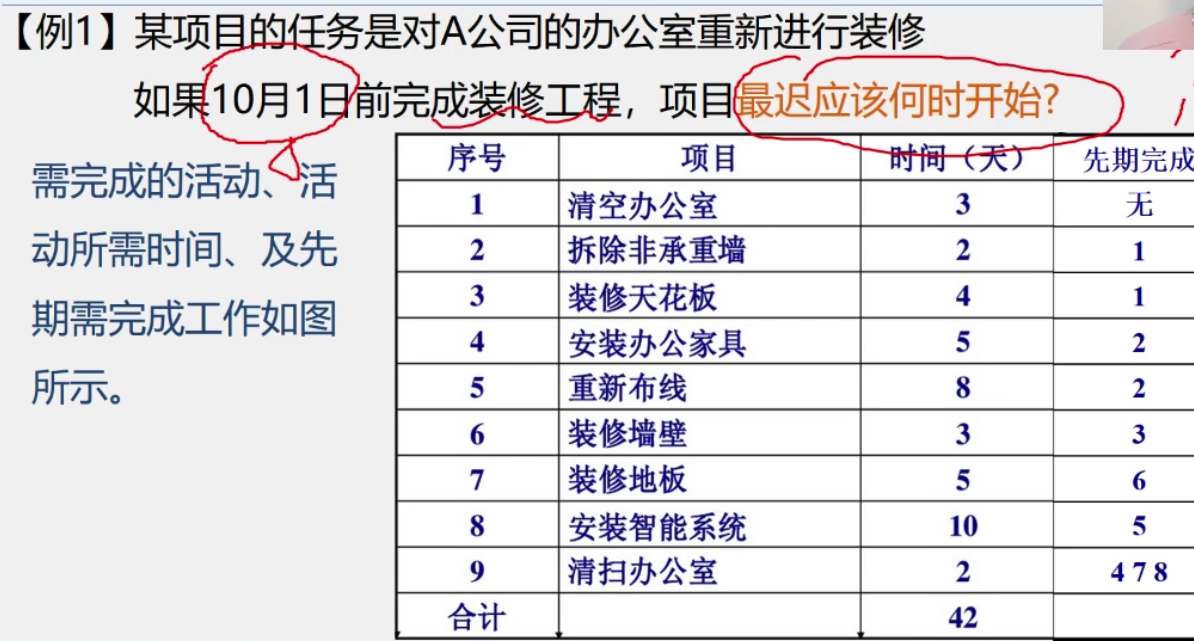 【例1】某项目的任务是对A公司的办公室重新进行装修
如果10月1日前完成装修工程，项目最迟应该何时开始?
需完成的活动、活
动所需时间、及先
期需完成工作如图
所示。
序号 项目 时间（天） 先期完成
1 清空办公室 3 无
2 拆除非承重墙 2 1
3 装修天花板 4 1
4 安装办公家具 5 2
5 重新布线 8 2
6 装修墙壁 3 3
7 装修地板 5 6
8 安装智能系统 10 5
9 清扫办公室 2 4 7 8
合计 42